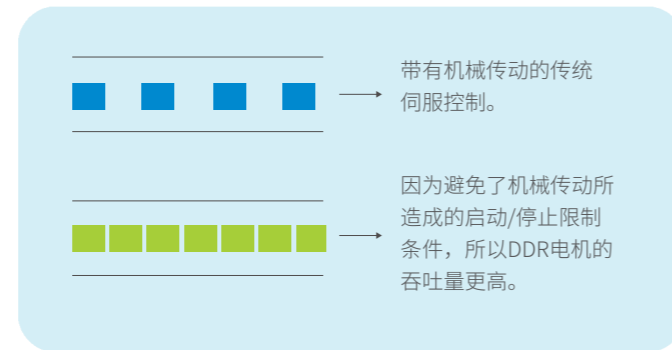 带有机械传动的传统
伺服控制。
因为避免了机械传动所
造成的启动/停止限制
条件，所以DDR电机的
吞吐量更高。